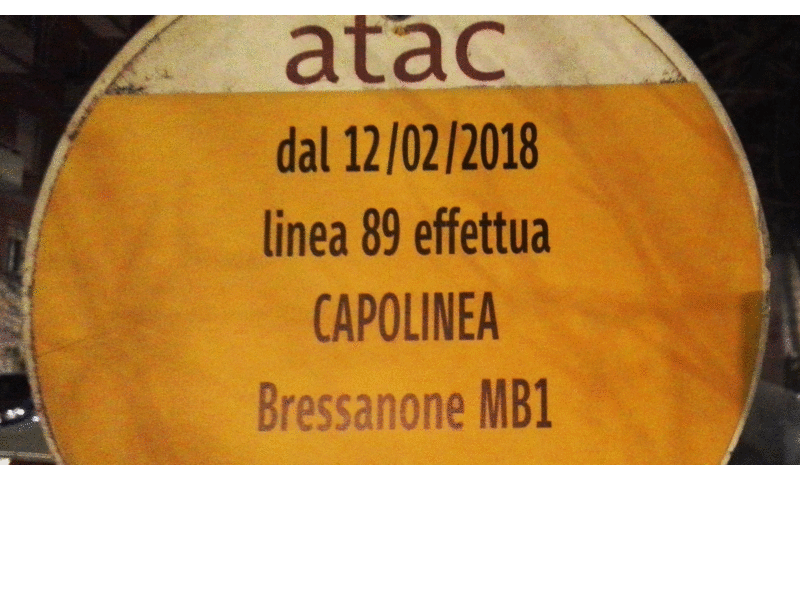 atac
dal 12/02/2018
linea 89 effettua
CAPOLINEA
Bressanone MB1